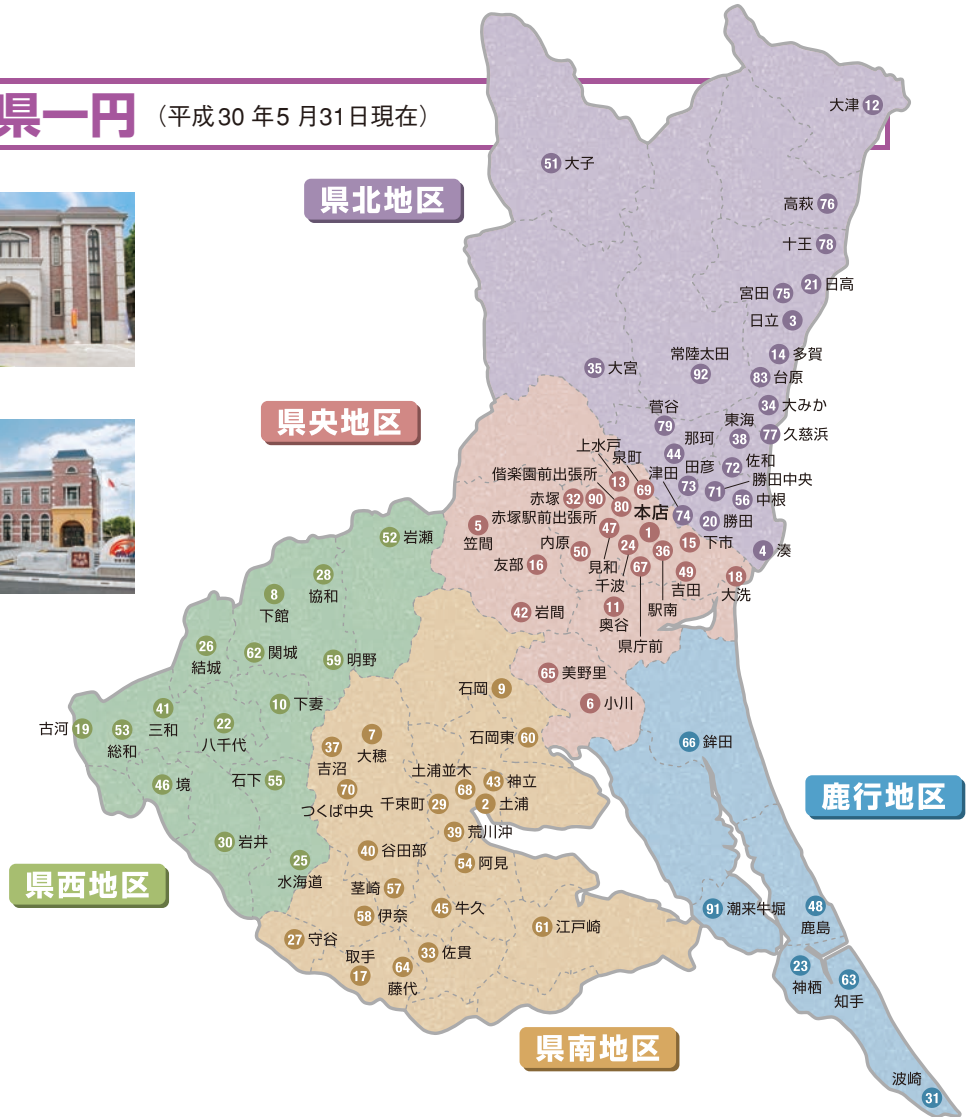 県一円 （平成30年5月31日現在）
大津 12
51 大子
県北地区
高萩 76
十王 78
21 日高
宮田 75
日立 3
14 多賀
常陸太田
92
35 大宮
83 台原
34 大みか
菅谷
79
東海
38
77 久慈浜
県央地区
那珂
44
上水戸
13
泉町
69
佐和
72
田彦
73
津田
74
勝田中央
71
56 中根
偕楽園前出張所
80
赤塚 32 90
赤塚駅前出張所
本店
1
20 勝田
5
笠間
47
見和
内原
50
24
千波
36
駅南
15 下市
4 湊
52 岩瀬
友部 16
67
県庁前
49
吉田
18
大洗
28
協和
8
下館
42 岩間
11
奥谷
26
結城
62 関城
59 明野
65 美野里
石岡 9
6 小川
10 下妻
41
三和
古河 19
53
総和
22
八千代
7
大穂
37
吉沼
石岡東 60
66 鉾田
46 境
石下 55
70
つくば中央
土浦並木
68
43 神立
千束町 29
2 土浦
鹿行地区
39 荒川沖
30 岩井
40 谷田部
54 阿見
25
水海道
県西地区
茎崎 57
58 伊奈
45 牛久
61 江戸崎
91 潮来牛堀
48
鹿島
27 守谷
取手
17
33 佐貫
64
藤代
23
神栖
63
知手
県南地区
波崎
31